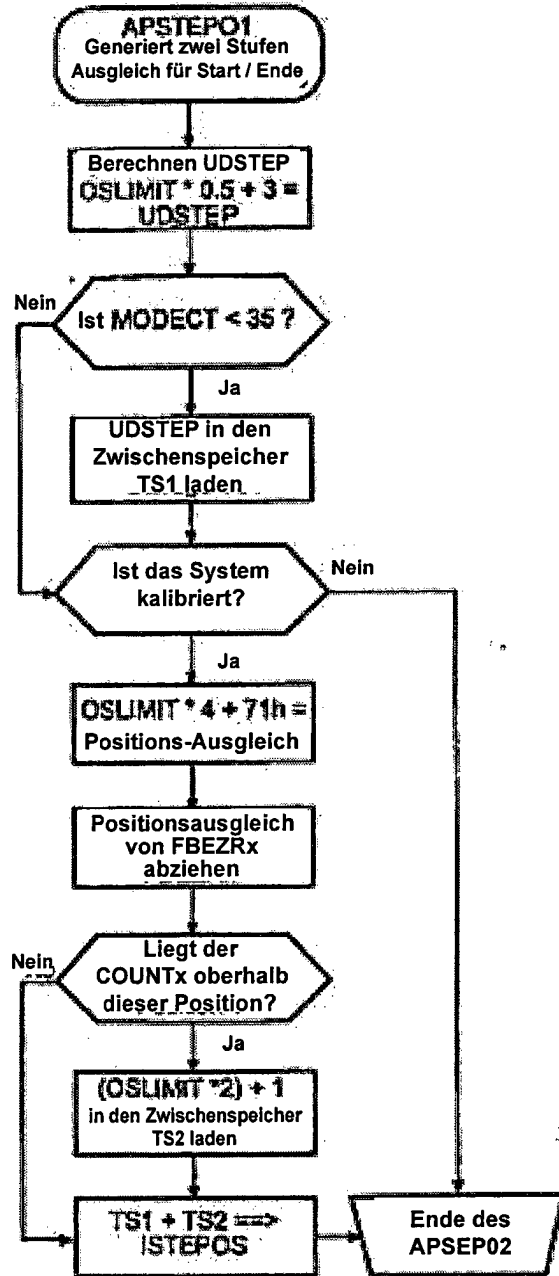 APSTEPO1
Generiert zwei Stufen
Ausgleich für Start / Ende
Berechnen UDSTEP
OSLIMIT * 0.5 + 3 =
UDSTEP
Nein
Ist MODECT < 35 ?
Ja
UDSTEP in den
Zwischenspeicher
TS1 laden
Ist das System
kalibriert?
Nein
Ja
OSLIMIT * 4 + 71h =
Positions-Ausgleich
Positionsausgleich
von FBEZRx
abziehen
Nein
Liegt der
COUNTx oberhalb
dieser Position?
Ja
(OSLIMIT *2) + 1
in den Zwischenspeicher
TS2 laden
TS1 + TS2 ==>
ISTEPOS
Ende des
APSEP02